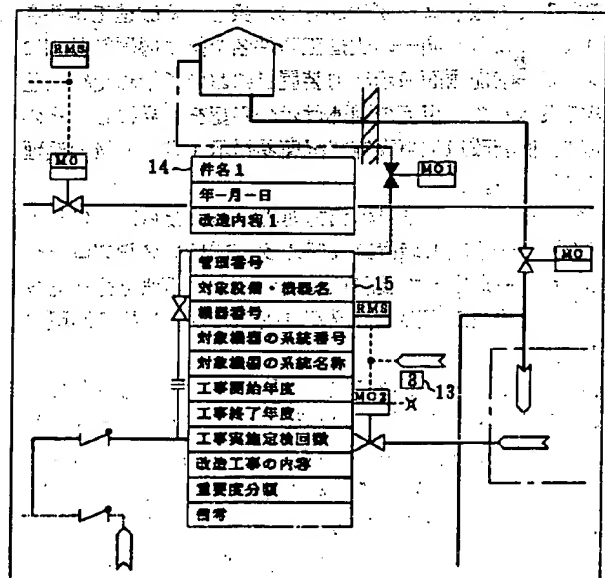 RMS
MO
14
件名1
年-月-日
改造内容1
MO1
MO
管理番号
対象設備・機器名
15
機器番号
RMS
対象機器の系統番号
対象機器の系統名称
工事開始年度
13
工事終了年度
MO2
工事実施定検回数
改造工事の内容
重要度分類
備考